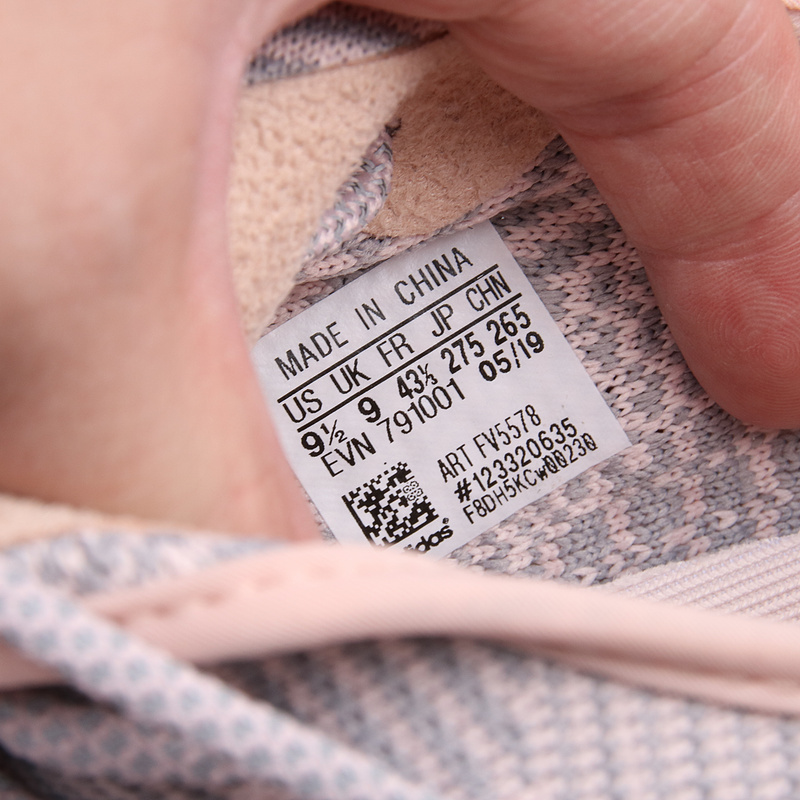 MADE IN CHINA
US UK FR JP CHN
9½ 9 43⅓ 275 265
EVN 791001 05/19
ART FV5578
#123320635
F8DH5KCw00230